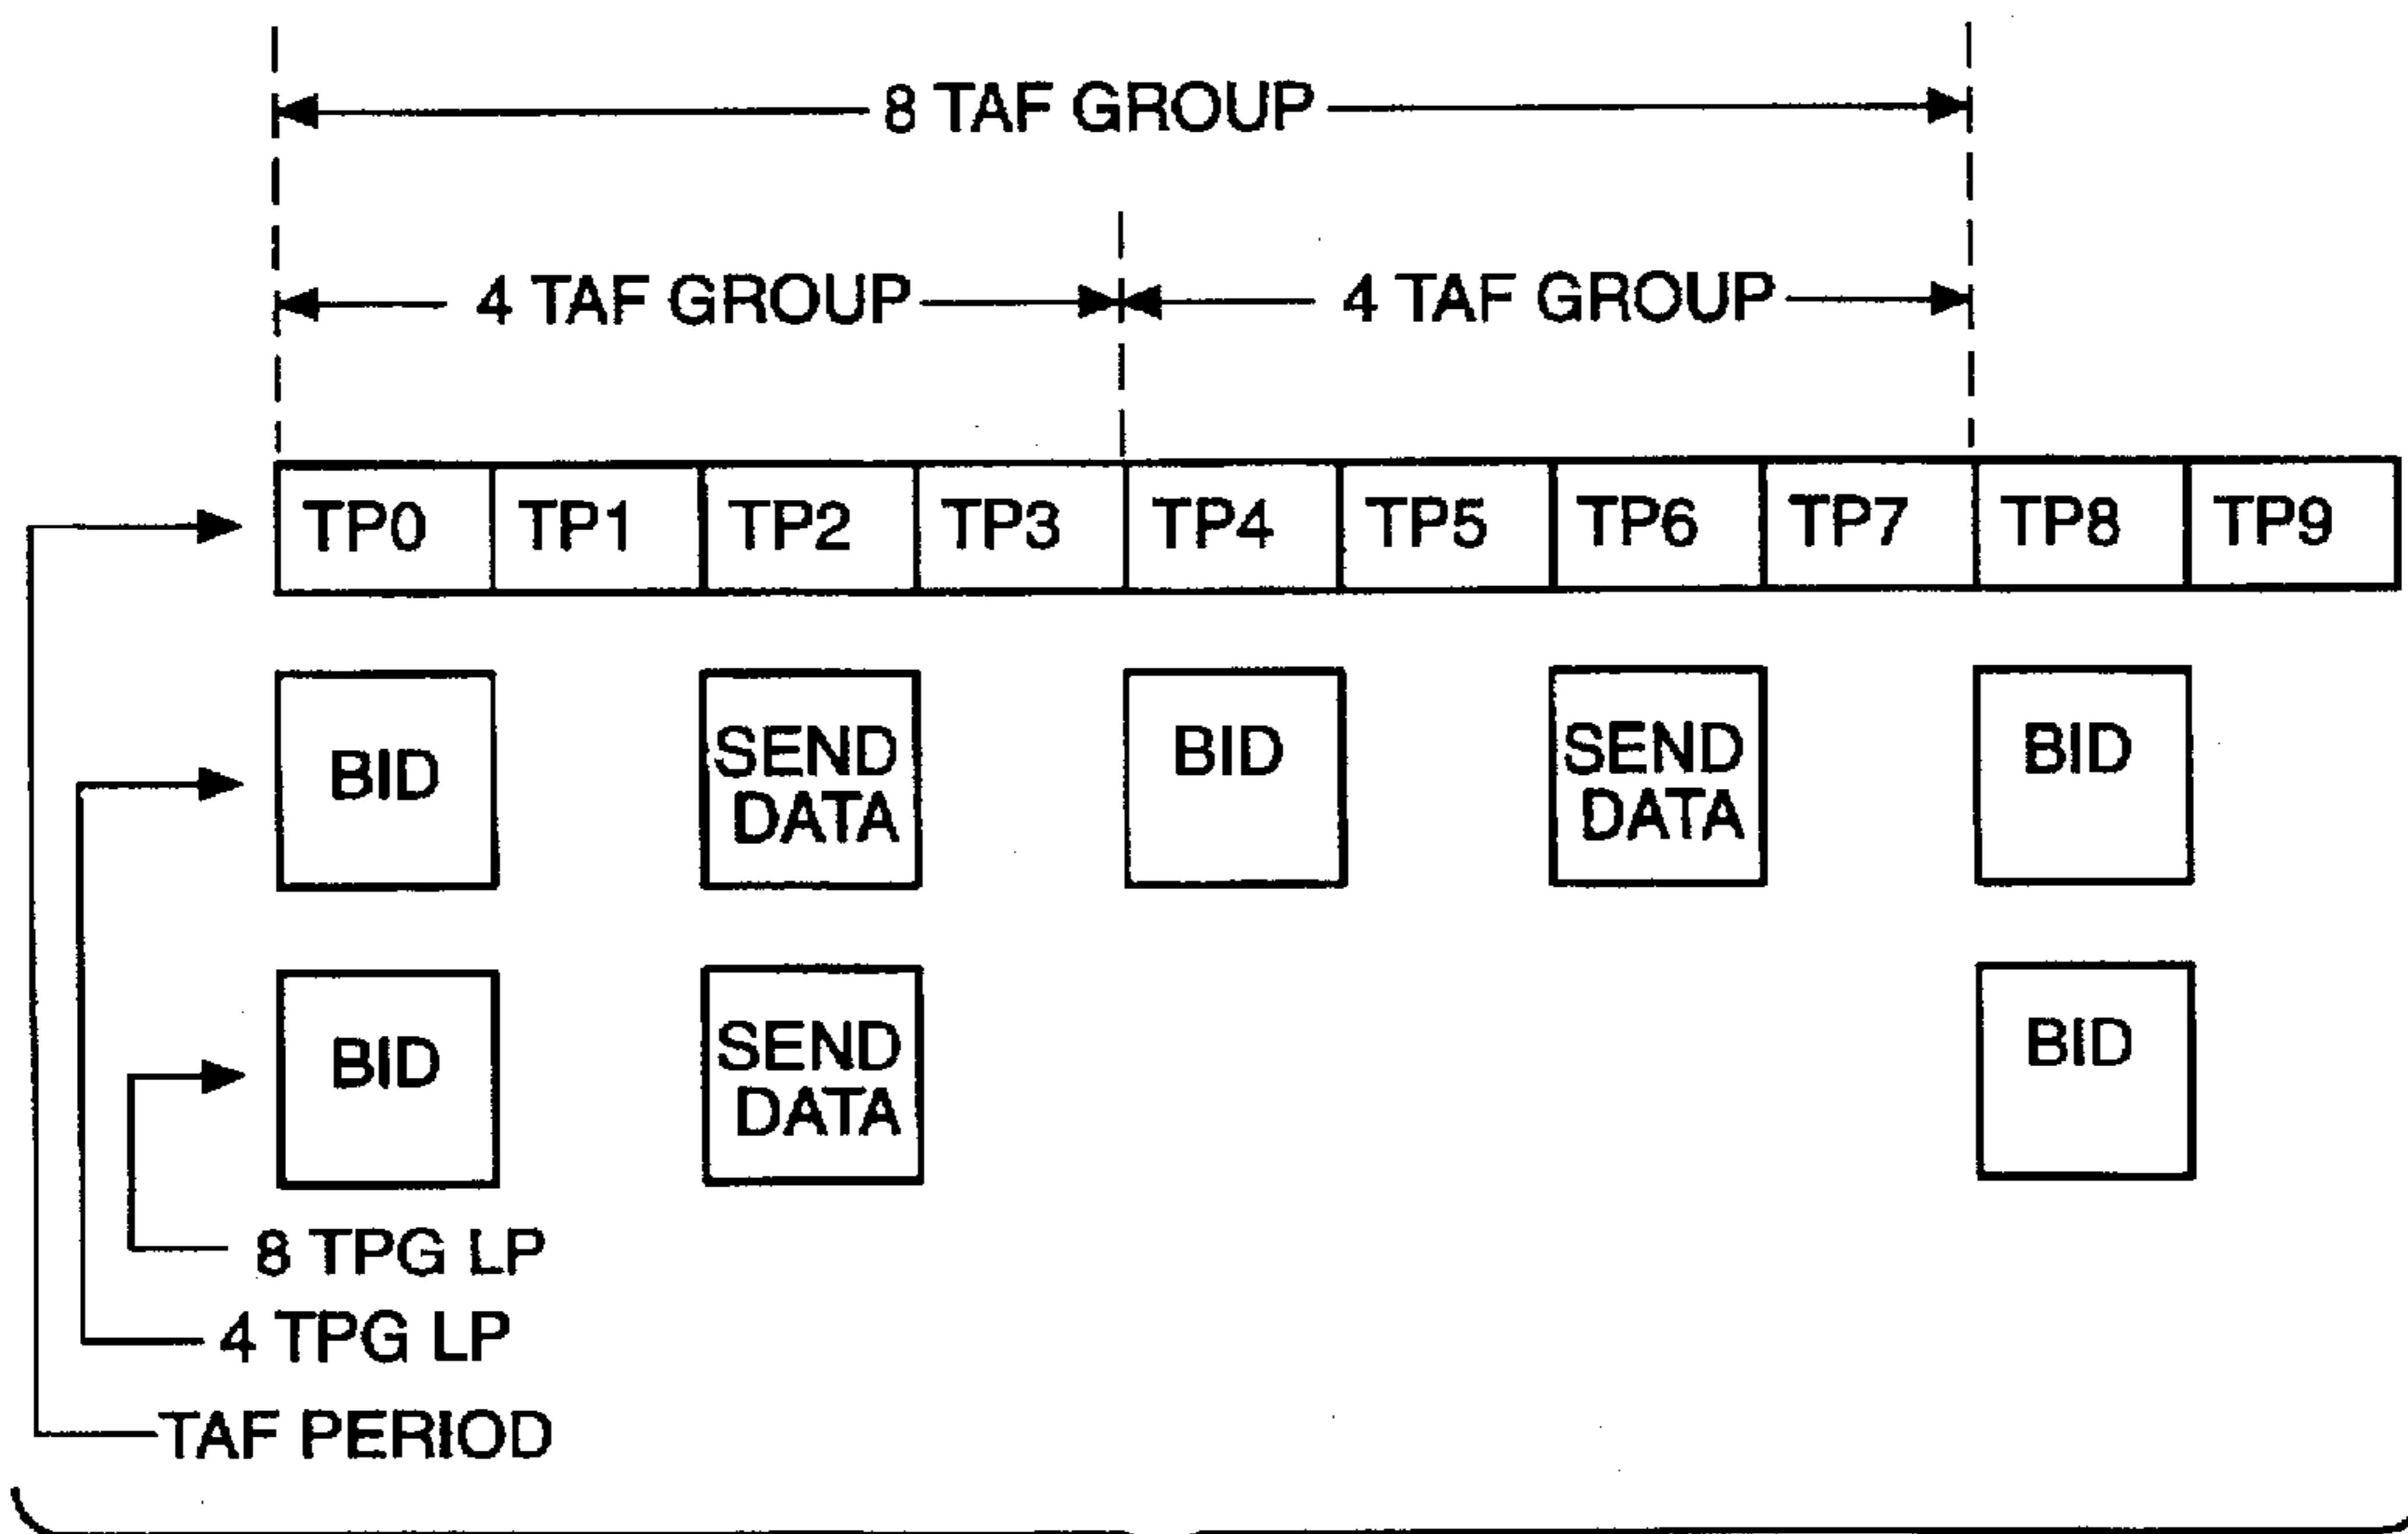 8 TAF GROUP
4 TAF GROUP 4 TAF GROUP
TP0 TP1 TP2 TP3 TP4 TP5 TP6 TP7 TP8 TP9
BID SEND DATA BID SEND DATA BID
BID SEND DATA BID
8 TPG LP
4 TPG LP
TAF PERIOD